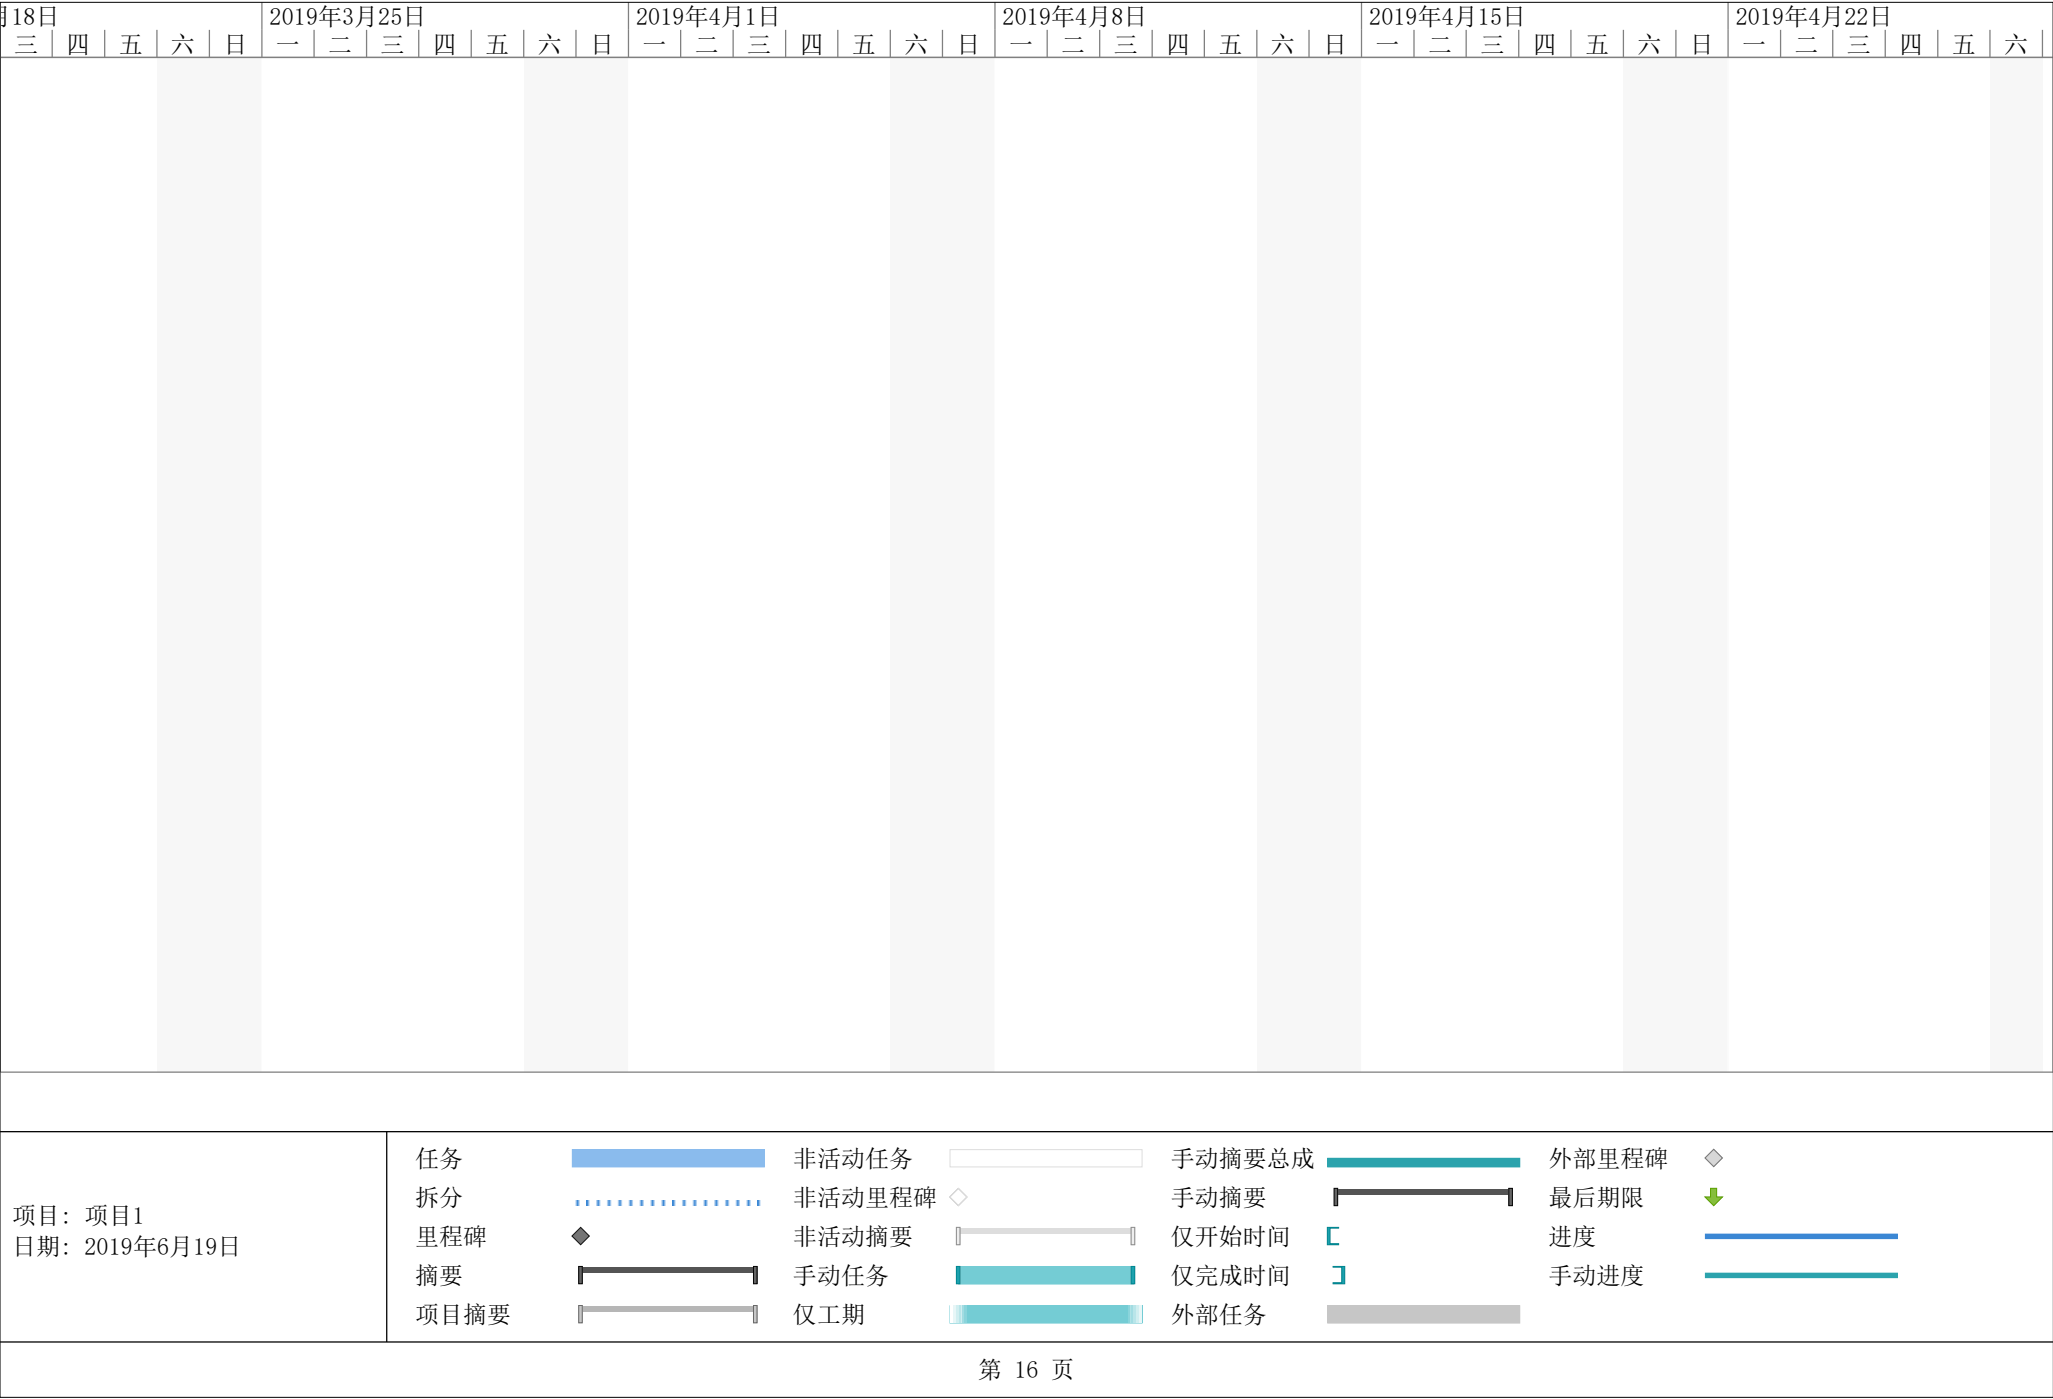 月18日 2019年3月25日 2019年4月1日 2019年4月8日 2019年4月15日 2019年4月22日
三 四 五 六 日 一 二 三 四 五 六 日 一 二 三 四 五 六 日 一 二 三 四 五 六 日 一 二 三 四 五 六 日 一 二 三 四 五 六
项目: 项目1
日期: 2019年6月19日
任务 非活动任务 手动摘要总成 外部里程碑
拆分 非活动里程碑 手动摘要 最后期限
里程碑 非活动摘要 仅开始时间 进度
摘要 手动任务 仅完成时间 手动进度
项目摘要 仅工期 外部任务
第 16 页